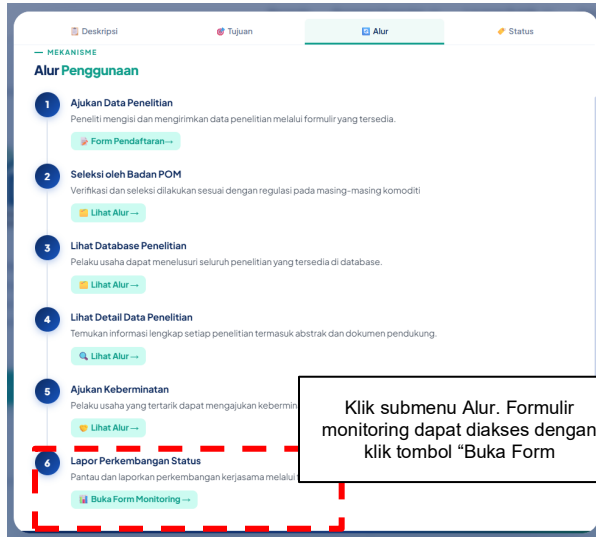 Deskripsi
Tujuan
Alur
Status
MEKANISME
Alur Penggunaan
1
Ajukan Data Penelitian
Peneliti mengisi dan mengirimkan data penelitian melalui formulir yang tersedia.
Form Pendaftaran→
2
Seleksi oleh Badan POM
Verifikasi dan seleksi dilakukan sesuai dengan regulasi pada masing-masing komoditi
Lihat Alur →
3
Lihat Database Penelitian
Pelaku usaha dapat menelusuri seluruh penelitian yang tersedia di database.
Lihat Alur →
4
Lihat Detail Data Penelitian
Temukan informasi lengkap setiap penelitian termasuk abstrak dan dokumen pendukung.
Lihat Alur →
5
Ajukan Keberminatan
Pelaku usaha yang tertarik dapat mengajukan
Lihat Alur →
6
Lapor Perkembangan Status
Pantau dan laporkan perkembangan kerjasama melalui
Buka Form Monitoring →
Klik submenu Alur. Formulir
monitoring dapat diakses dengan
klik tombol “Buka Form